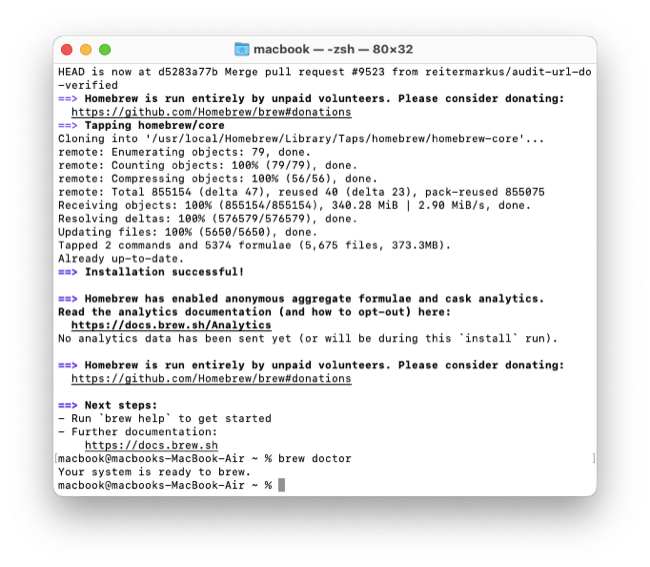 macbook — -zsh — 80×32
HEAD is now at d5283a77b Merge pull request #9523 from reitermarkus/audit-url-do
-verified
==> Homebrew is run entirely by unpaid volunteers. Please consider donating:
  https://github.com/Homebrew/brew#donations
==> Tapping homebrew/core
Cloning into '/usr/local/Homebrew/Library/Taps/homebrew/homebrew-core'...
remote: Enumerating objects: 79, done.
remote: Counting objects: 100% (79/79), done.
remote: Compressing objects: 100% (56/56), done.
remote: Total 855154 (delta 47), reused 40 (delta 23), pack-reused 855075
Receiving objects: 100% (855154/855154), 340.28 MiB | 2.90 MiB/s, done.
Resolving deltas: 100% (576579/576579), done.
Updating files: 100% (5650/5650), done.
Tapped 2 commands and 5374 formulae (5,675 files, 373.3MB).
Already up-to-date.
==> Installation successful!

==> Homebrew has enabled anonymous aggregate formulae and cask analytics.
Read the analytics documentation (and how to opt-out) here:
  https://docs.brew.sh/Analytics
No analytics data has been sent yet (or will be during this `install` run).

==> Homebrew is run entirely by unpaid volunteers. Please consider donating:
  https://github.com/Homebrew/brew#donations

==> Next steps:
- Run `brew help` to get started
- Further documentation:
    https://docs.brew.sh
[macbook@macbooks-MacBook-Air ~ % brew doctor ]
Your system is ready to brew.
macbook@macbooks-MacBook-Air ~ %